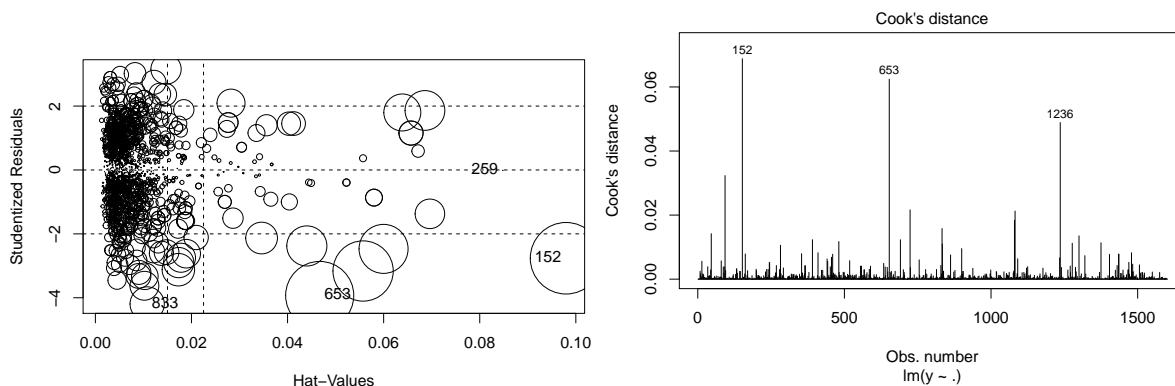 Studentized Residuals
2
0
−2
−4
259
152
653
833
0.00 0.02 0.04 0.06 0.08 0.10
Hat−Values
Cook's distance
Cook's distance
0.06
0.04
0.02
0.00
152
653
1236
0 500 1000 1500
Obs. number
lm(y ~ .)